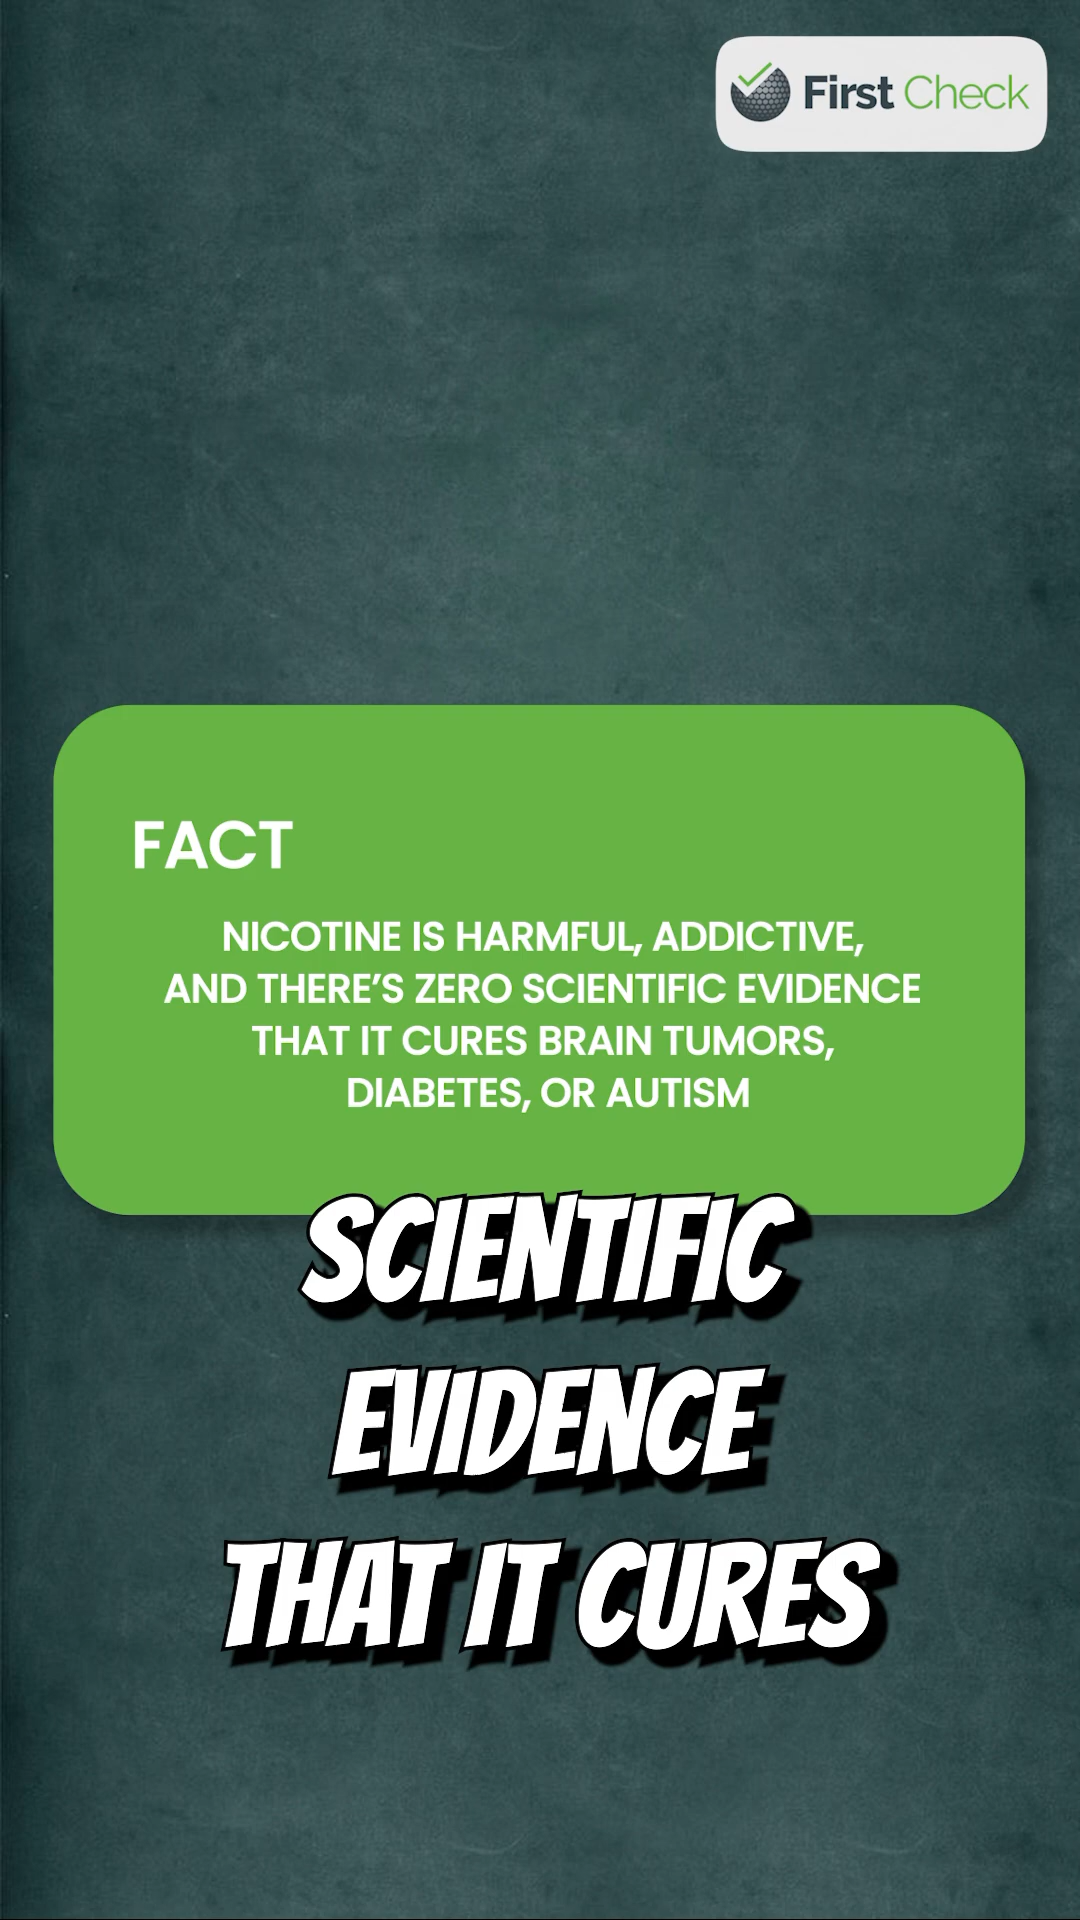 First Check
FACT
NICOTINE IS HARMFUL, ADDICTIVE,
AND THERE’S ZERO SCIENTIFIC EVIDENCE
THAT IT CURES BRAIN TUMORS,
DIABETES, OR AUTISM
SCIENTIFIC
EVIDENCE
THAT IT CURES